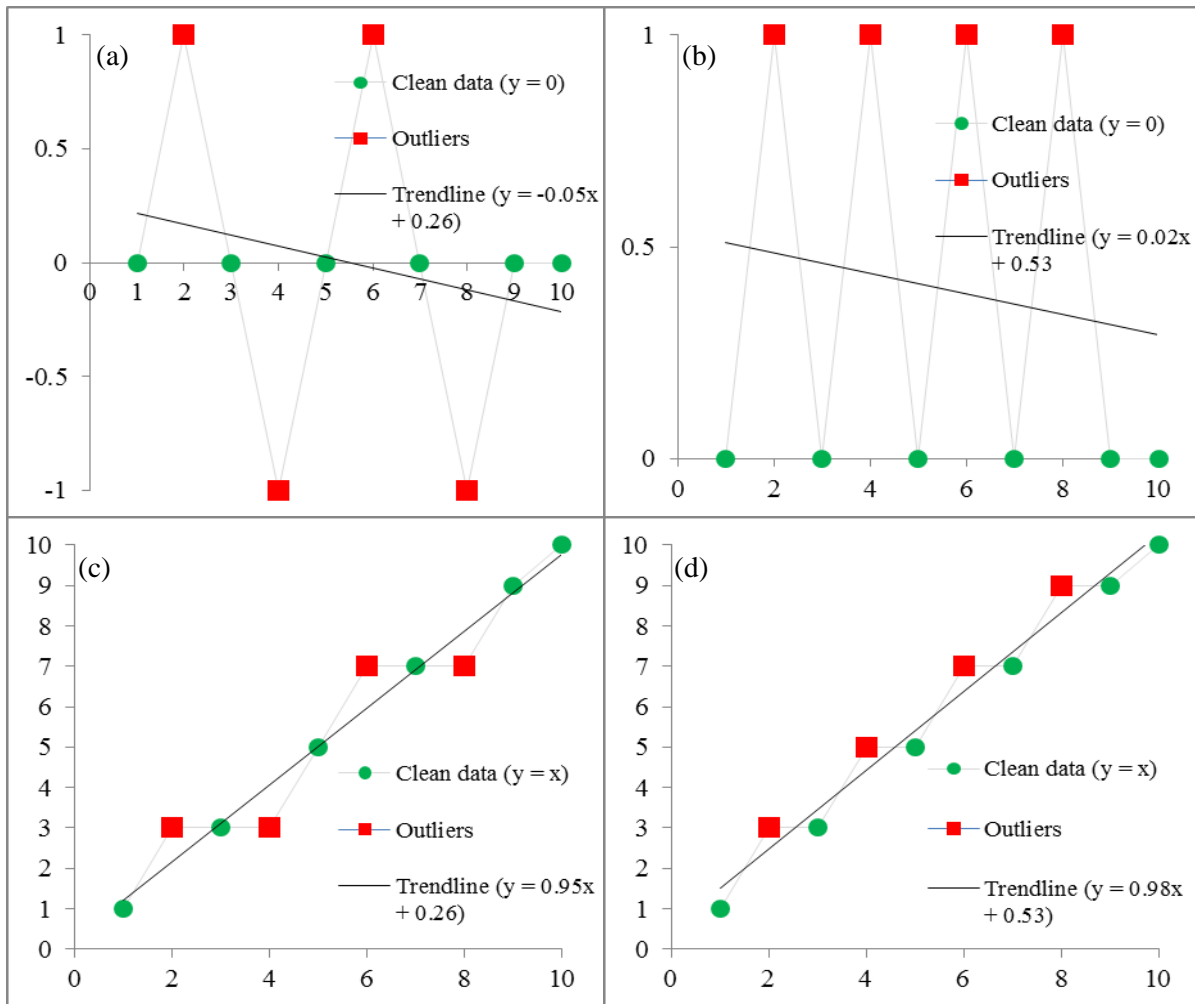 (a)
1
0.5
0
-0.5
-1
0 1 2 3 4 5 6 7 8 9 10
Clean data (y = 0)
Outliers
Trendline (y = -0.05x
+ 0.26)
(b)
1
0.5
0
0 2 4 6 8 10
Clean data (y = 0)
Outliers
Trendline (y = 0.02x
+ 0.53
(c)
10
9
8
7
6
5
4
3
2
1
0
0 2 4 6 8 10
Clean data (y = x)
Outliers
Trendline (y = 0.95x
+ 0.26)
(d)
10
9
8
7
6
5
4
3
2
1
0
0 2 4 6 8 10
Clean data (y = x)
Outliers
Trendline (y = 0.98x
+ 0.53)